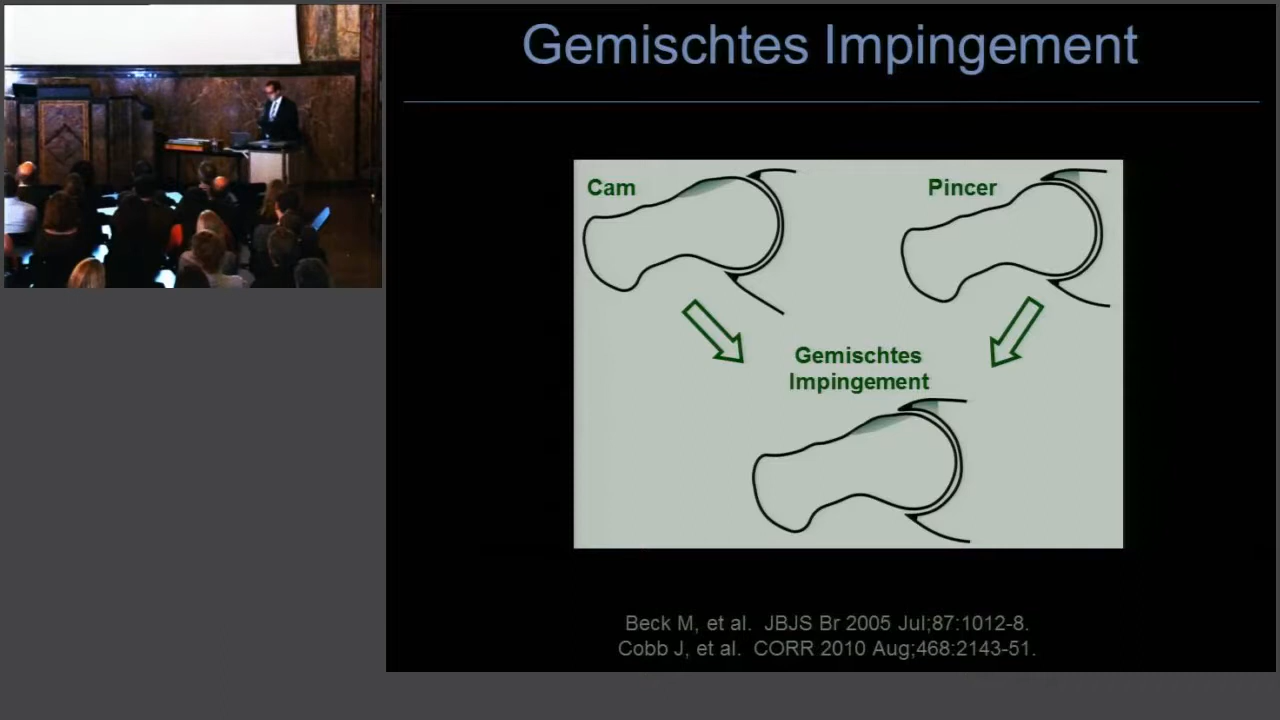 Gemischtes Impingement
Cam
Pincer
Gemischtes
Impingement
Beck M, et al.  JBJS Br 2005 Jul;87:1012-8.
Cobb J, et al.  CORR 2010 Aug;468:2143-51.